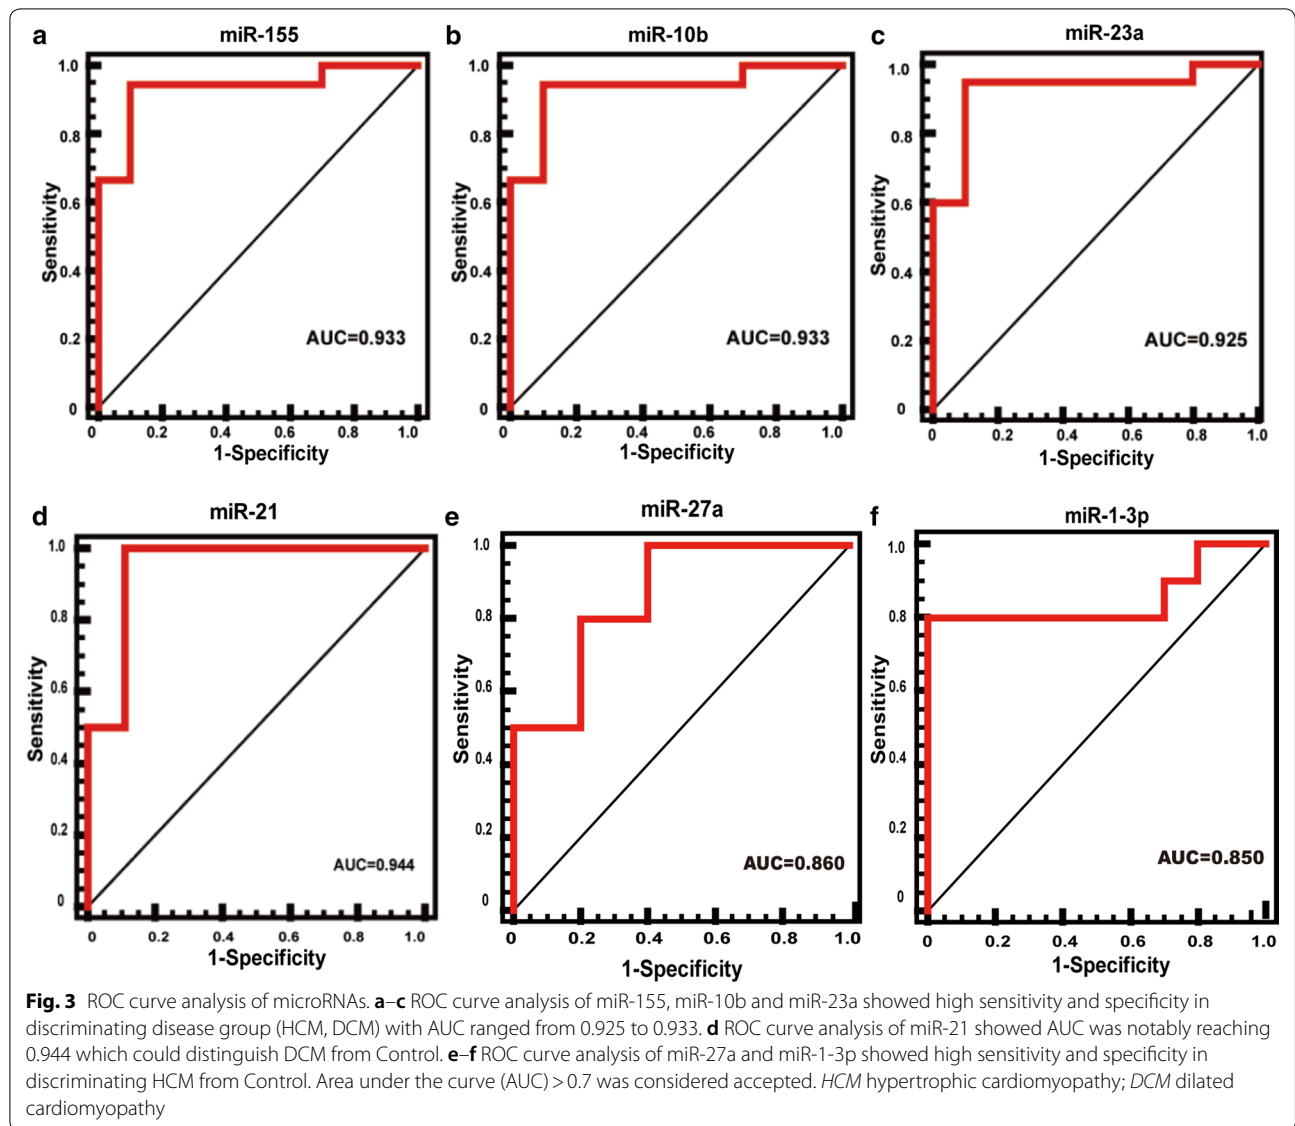 a miR-155
1.0
0.8
0.6
0.4
0.2
0
Sensitivity
AUC=0.933
0 0.2 0.4 0.6 0.8 1.0
1-Specificity
b miR-10b
1.0
0.8
0.6
0.4
0.2
0
Sensitivity
AUC=0.933
0 0.2 0.4 0.6 0.8 1.0
1-Specificity
c miR-23a
1.0
0.8
0.6
0.4
0.2
0
Sensitivity
AUC=0.925
0 0.2 0.4 0.6 0.8 1.0
1-Specificity
d miR-21
1.0
0.8
0.6
0.4
0.2
0
Sensitivity
AUC=0.944
0 0.2 0.4 0.6 0.8 1.0
1-Specificity
e miR-27a
1.0
0.8
0.6
0.4
0.2
0
Sensitivity
AUC=0.860
0 0.2 0.4 0.6 0.8 1.0
1-Specificity
f miR-1-3p
1.0
0.8
0.6
0.4
0.2
0
Sensitivity
AUC=0.850
0 0.2 0.4 0.6 0.8 1.0
1-Specificity
Fig. 3 ROC curve analysis of microRNAs. a–c ROC curve analysis of miR-155, miR-10b and miR-23a showed high sensitivity and specificity in
discriminating disease group (HCM, DCM) with AUC ranged from 0.925 to 0.933. d ROC curve analysis of miR-21 showed AUC was notably reaching
0.944 which could distinguish DCM from Control. e–f ROC curve analysis of miR-27a and miR-1-3p showed high sensitivity and specificity in
discriminating HCM from Control. Area under the curve (AUC) > 0.7 was considered accepted. HCM hypertrophic cardiomyopathy; DCM dilated
cardiomyopathy